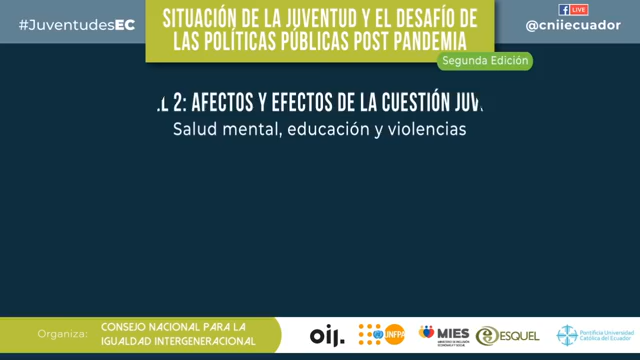 #JuventudesEC
SITUACIÓN DE LA JUVENTUD Y EL DESAFÍO DE
LAS POLÍTICAS PÚBLICAS POST PANDEMIA
Segunda Edición
LIVE
@cniiecuador
2: AFECTOS Y EFECTOS DE LA CUESTIÓN
Salud mental, educación y violencias
Organiza:
CONSEJO NACIONAL PARA LA
IGUALDAD INTERGENERACIONAL
oij.
UNFPA
MIES
ESQUEL
Pontificia Universidad
Católica del Ecuador